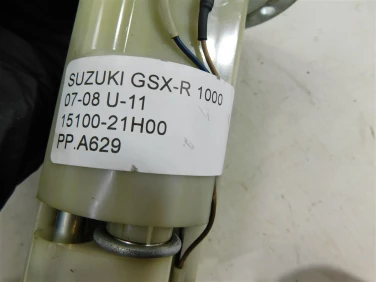 SUZUKI GSX-R 1000
07-08 U-11
15100-21H00
PP.A629